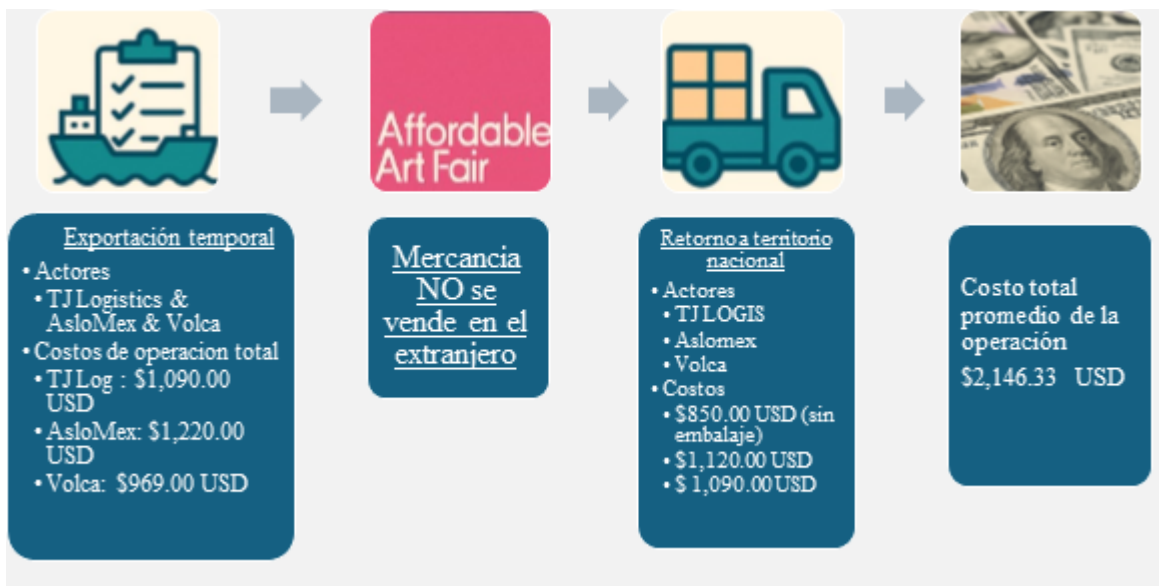 Affordable
Art Fair
Exportación temporal
• Actores
• TJ Logistics &
AsloMex & Volca
• Costos de operacion total
• TJ Log : $1,090.00
USD
• AsloMex: $1,220.00
USD
• Volca: $969.00 USD
Mercancia
NO se
vende en el
extranjero
Retorno a territorio
nacional
• Actores
• TJ LOGIS
• Aslomex
• Volca
• Costos
• $850.00 USD (sin
embalaje)
• $1,120.00 USD
• $ 1,090.00 USD
Costo total
promedio de la
operación
$2,146.33 USD